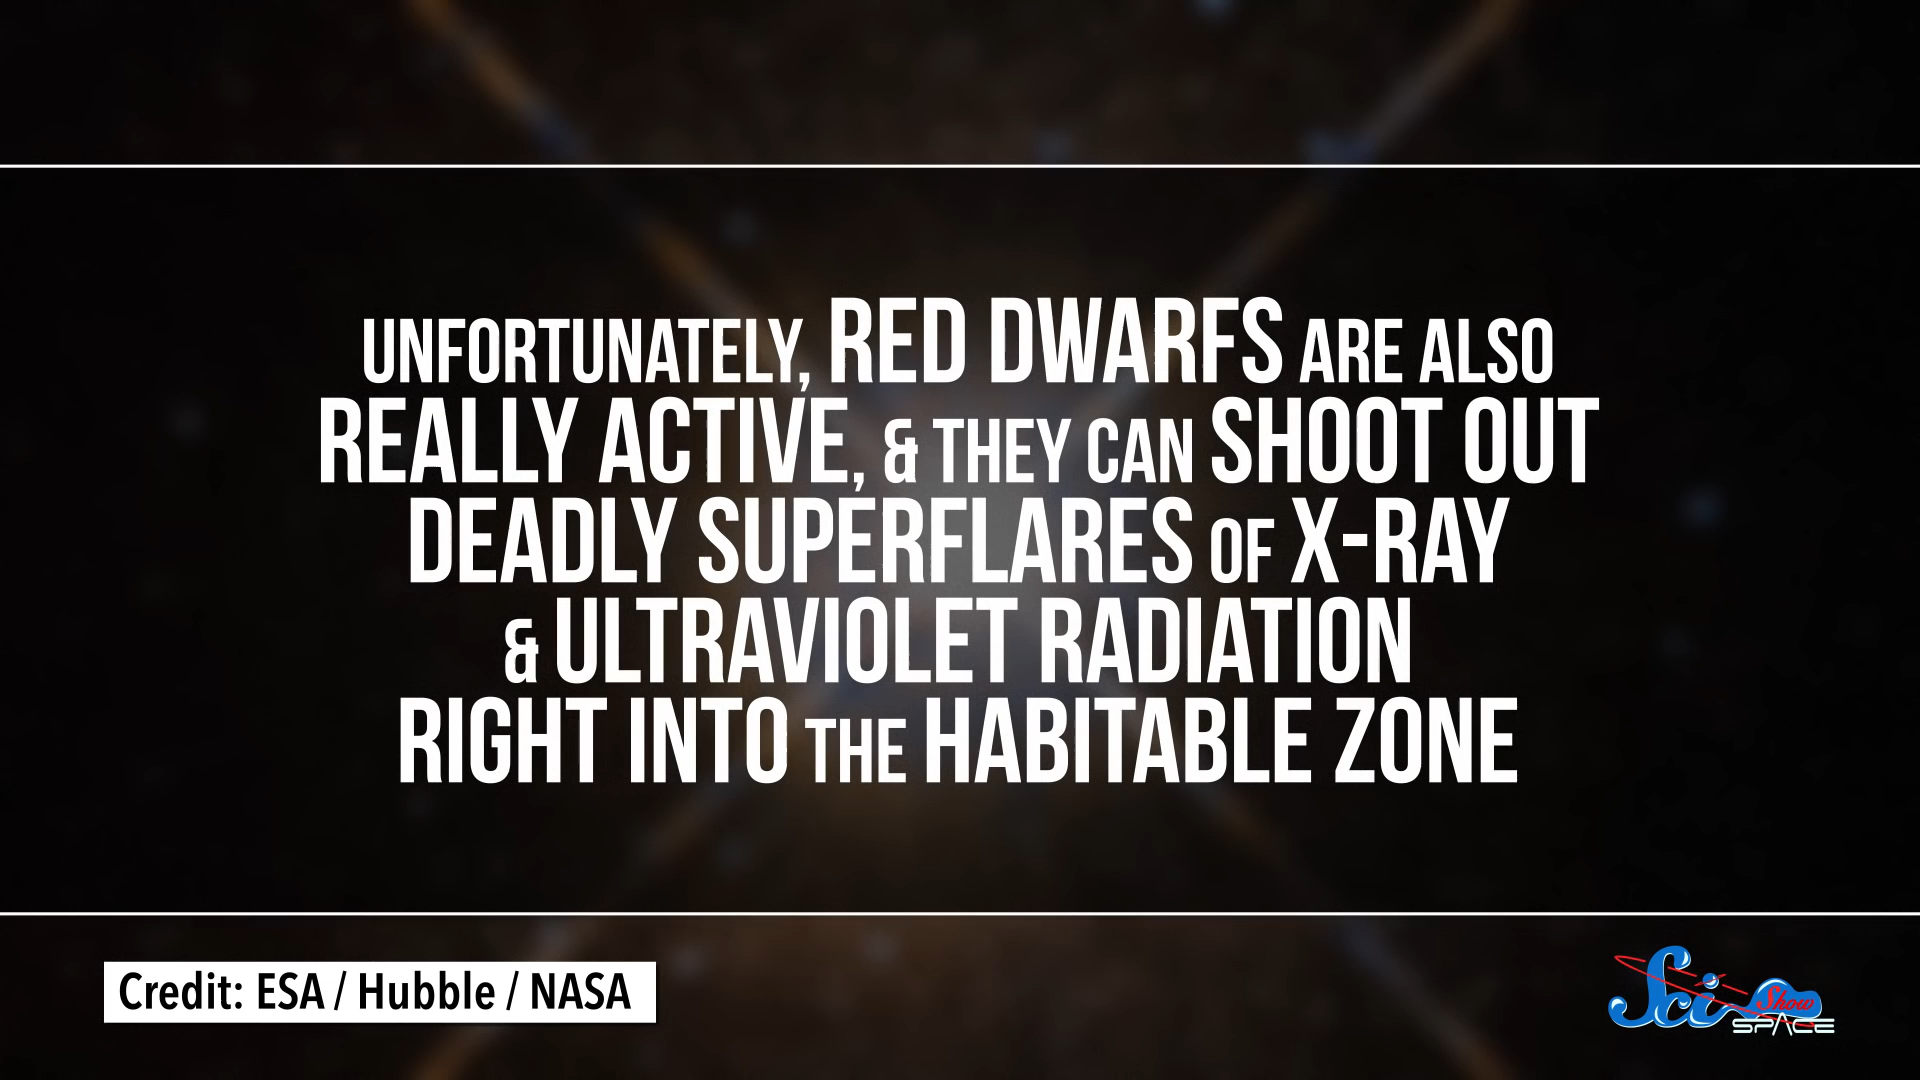 UNFORTUNATELY, RED DWARFS ARE ALSO
REALLY ACTIVE, & THEY CAN SHOOT OUT
DEADLY SUPERFLARES OF X-RAY
& ULTRAVIOLET RADIATION
RIGHT INTO THE HABITABLE ZONE
Credit: ESA / Hubble / NASA
Sci Show
SPACE